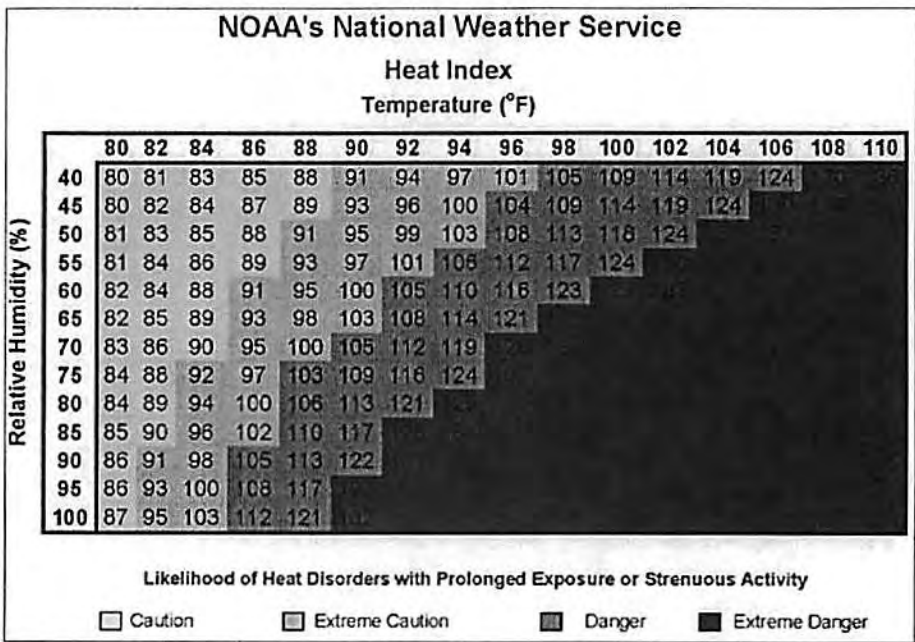 NOAA's National Weather Service
Heat Index
Temperature (°F)
80 82 84 86 88 90 92 94 96 98 100 102 104 106 108 110
Relative Humidity (%)
40 80 81 83 85 88 91 94 97 101 105 109 114 119 124
45 80 82 84 87 89 93 96 100 104 109 114 119 124
50 81 83 85 88 91 95 99 103 108 113 118 124
55 81 84 86 89 93 97 101 106 112 117 124
60 82 84 88 91 95 100 105 110 116 123
65 82 85 89 93 98 103 108 114 121
70 83 86 90 95 100 105 112 119
75 84 88 92 97 103 109 116 124
80 84 89 94 100 106 113 121
85 85 90 96 102 110 117
90 86 91 98 105 113 122
95 86 93 100 108 117
100 87 95 103 112 121
Likelihood of Heat Disorders with Prolonged Exposure or Strenuous Activity
Caution Extreme Caution Danger Extreme Danger